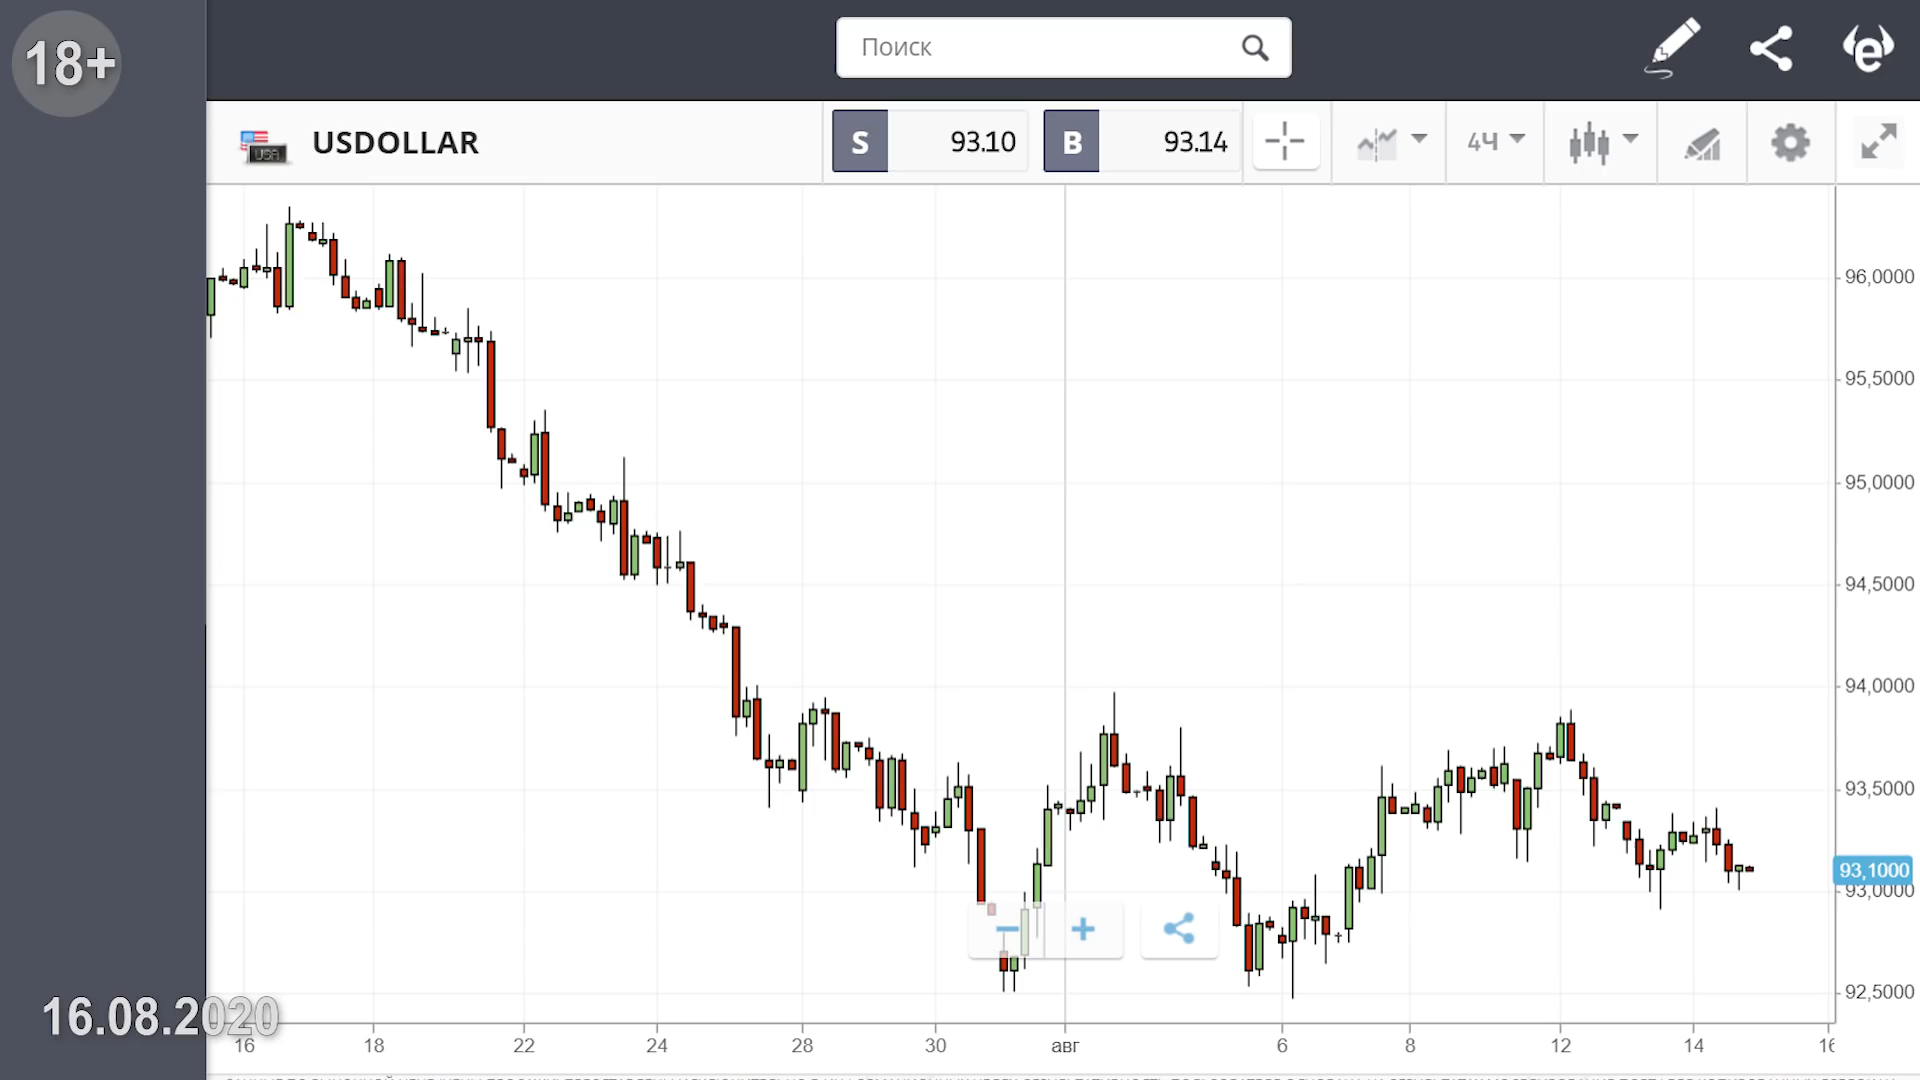 18+
Поиск
e
USA
USDOLLAR
S 93.10
B 93.14
4Ч
96,0000
95,5000
95,0000
94,5000
94,0000
93,5000
93,1000
93,0000
92,5000
16.08.2020
16 18 22 24 28 30 авг 6 8 12 14